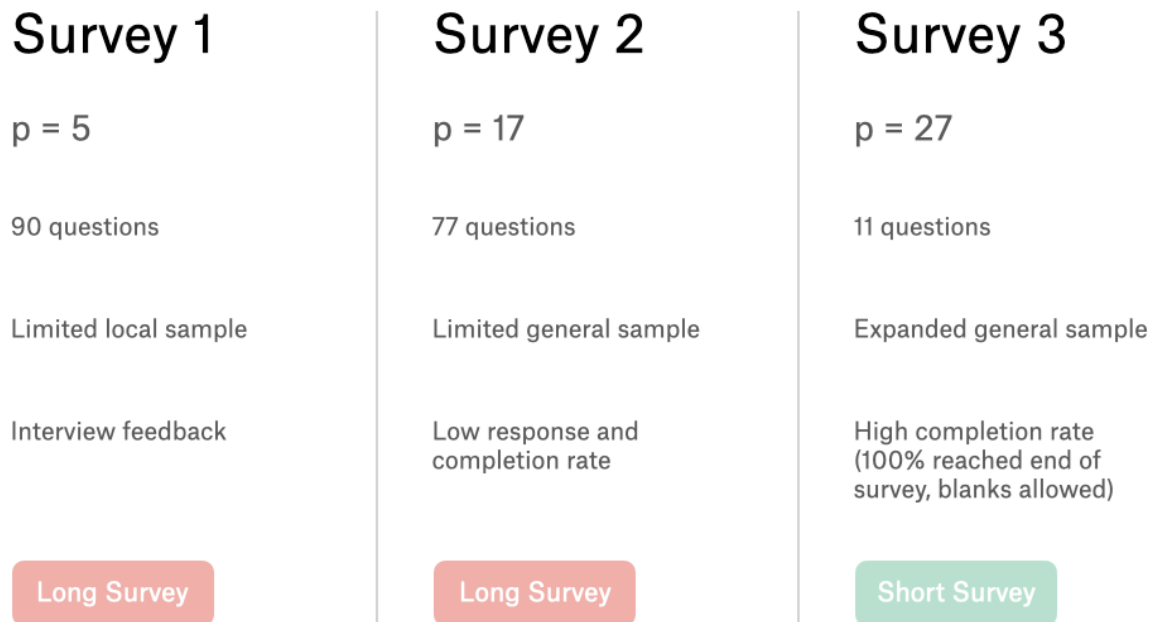 Survey 1
p = 5
90 questions
Limited local sample
Interview feedback
Long Survey
Survey 2
p = 17
77 questions
Limited general sample
Low response and
completion rate
Long Survey
Survey 3
p = 27
11 questions
Expanded general sample
High completion rate
(100% reached end of
survey, blanks allowed)
Short Survey